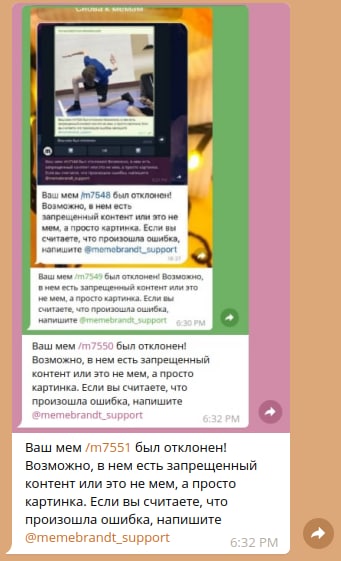 Снова к мемам
Ваш мем /m7548 был отклонен!
Возможно, в нем есть
запрещенный контент или это не
мем, а просто картинка. Если вы
считаете, что произошла ошибка,
напишите @memebrandt_support
18:31
Ваш мем /m7549 был отклонен! Возможно,
в нем есть запрещенный контент или это
не мем, а просто картинка. Если вы
считаете, что произошла ошибка,
напишите @memebrandt_support
6:30 PM
Ваш мем /m7550 был отклонен!
Возможно, в нем есть запрещенный
контент или это не мем, а просто
картинка. Если вы считаете, что
произошла ошибка, напишите
@memebrandt_support
6:32 PM
Ваш мем /m7551 был отклонен!
Возможно, в нем есть запрещенный
контент или это не мем, а просто
картинка. Если вы считаете, что
произошла ошибка, напишите
@memebrandt_support
6:32 PM